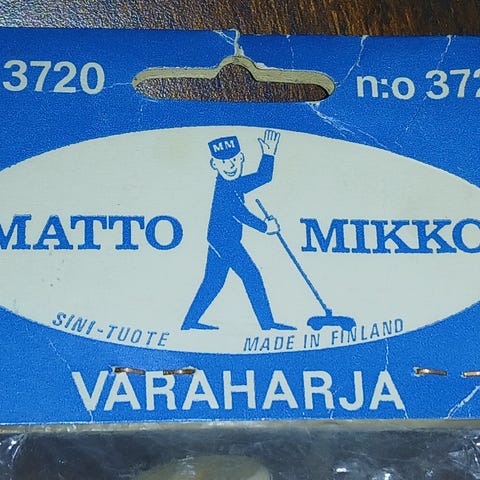 3720 n:o 372
MM
MATTO MIKKO
SINI-TUOTE MADE IN FINLAND
VARAHARJA